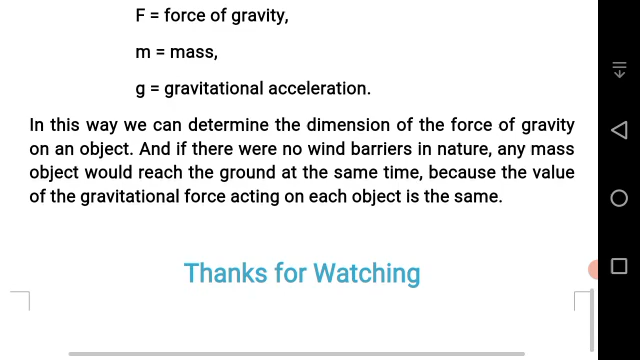 F = force of gravity,
m = mass,
g = gravitational acceleration.
In this way we can determine the dimension of the force of gravity
on an object. And if there were no wind barriers in nature, any mass
object would reach the ground at the same time, because the value
of the gravitational force acting on each object is the same.
Thanks for Watching